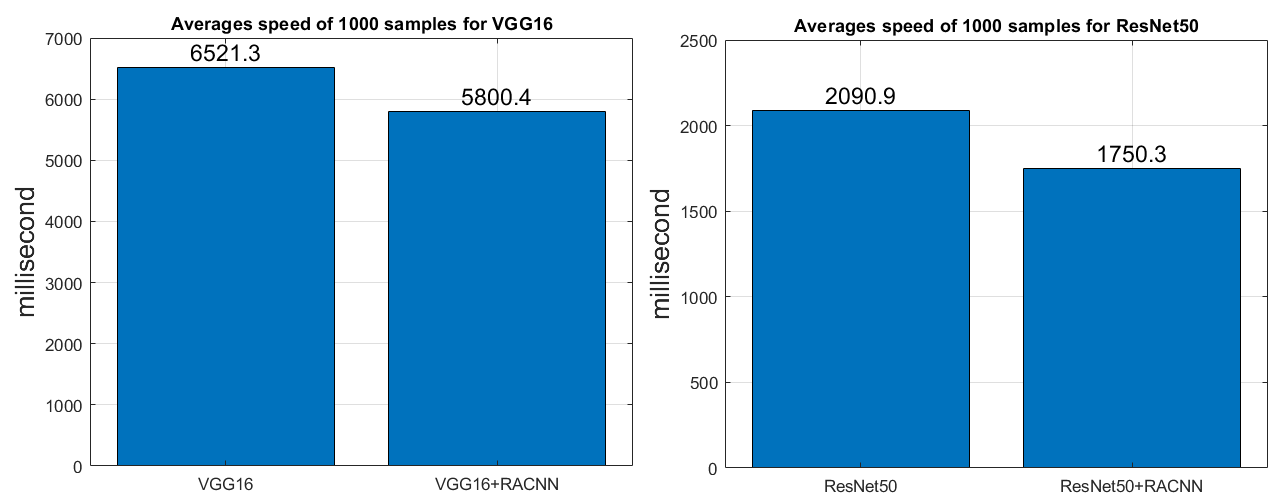 Averages speed of 1000 samples for VGG16
7000
6000
5000
4000
3000
2000
1000
0
millisecond
6521.3
5800.4
VGG16
VGG16+RACNN
Averages speed of 1000 samples for ResNet50
2500
2000
1500
1000
500
0
millisecond
2090.9
1750.3
ResNet50
ResNet50+RACNN